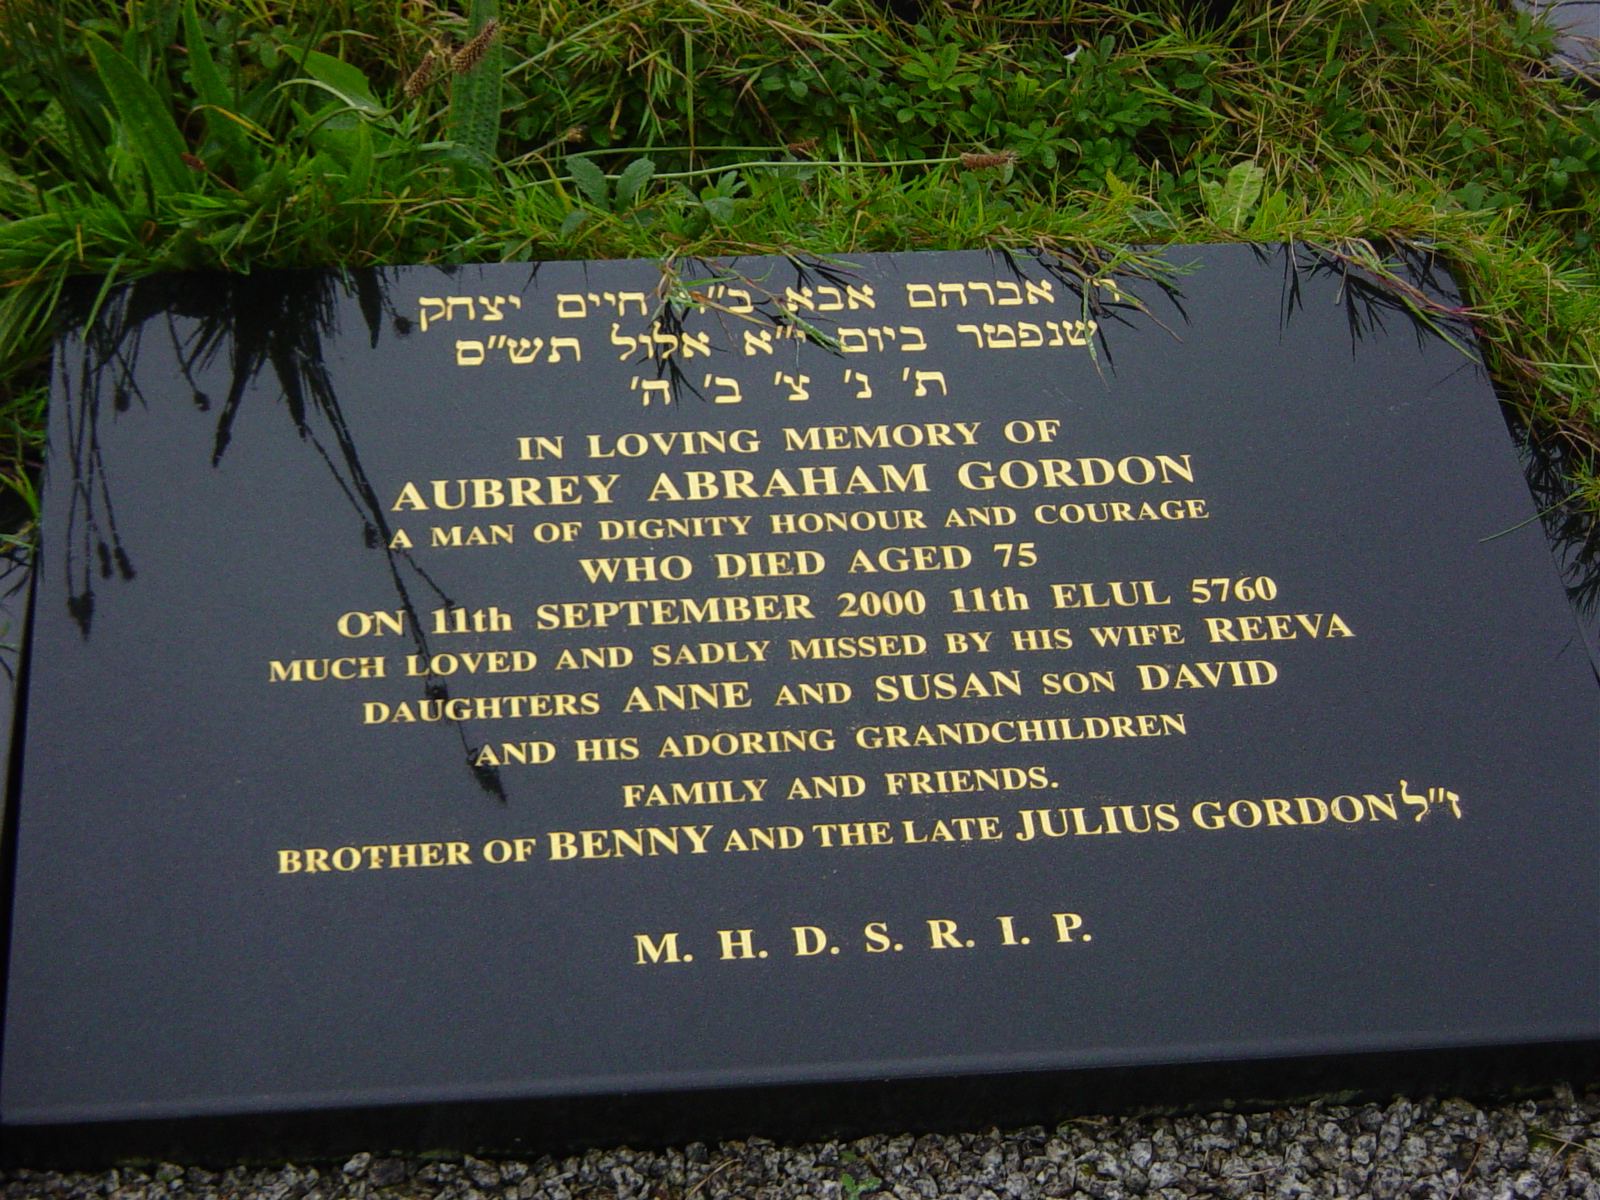 ר' אברהם אבא ב"ר חיים יצחק
שנפטר ביום י"א אלול תש"ס
ת' נ' צ' ב' ה'
IN LOVING MEMORY OF
AUBREY ABRAHAM GORDON
A MAN OF DIGNITY HONOUR AND COURAGE
WHO DIED AGED 75
ON 11th SEPTEMBER 2000 11th ELUL 5760
MUCH LOVED AND SADLY MISSED BY HIS WIFE REEVA
DAUGHTERS ANNE AND SUSAN SON DAVID
AND HIS ADORING GRANDCHILDREN
FAMILY AND FRIENDS.
BROTHER OF BENNY AND THE LATE JULIUS GORDON ז"ל
M. H. D. S. R. I. P.